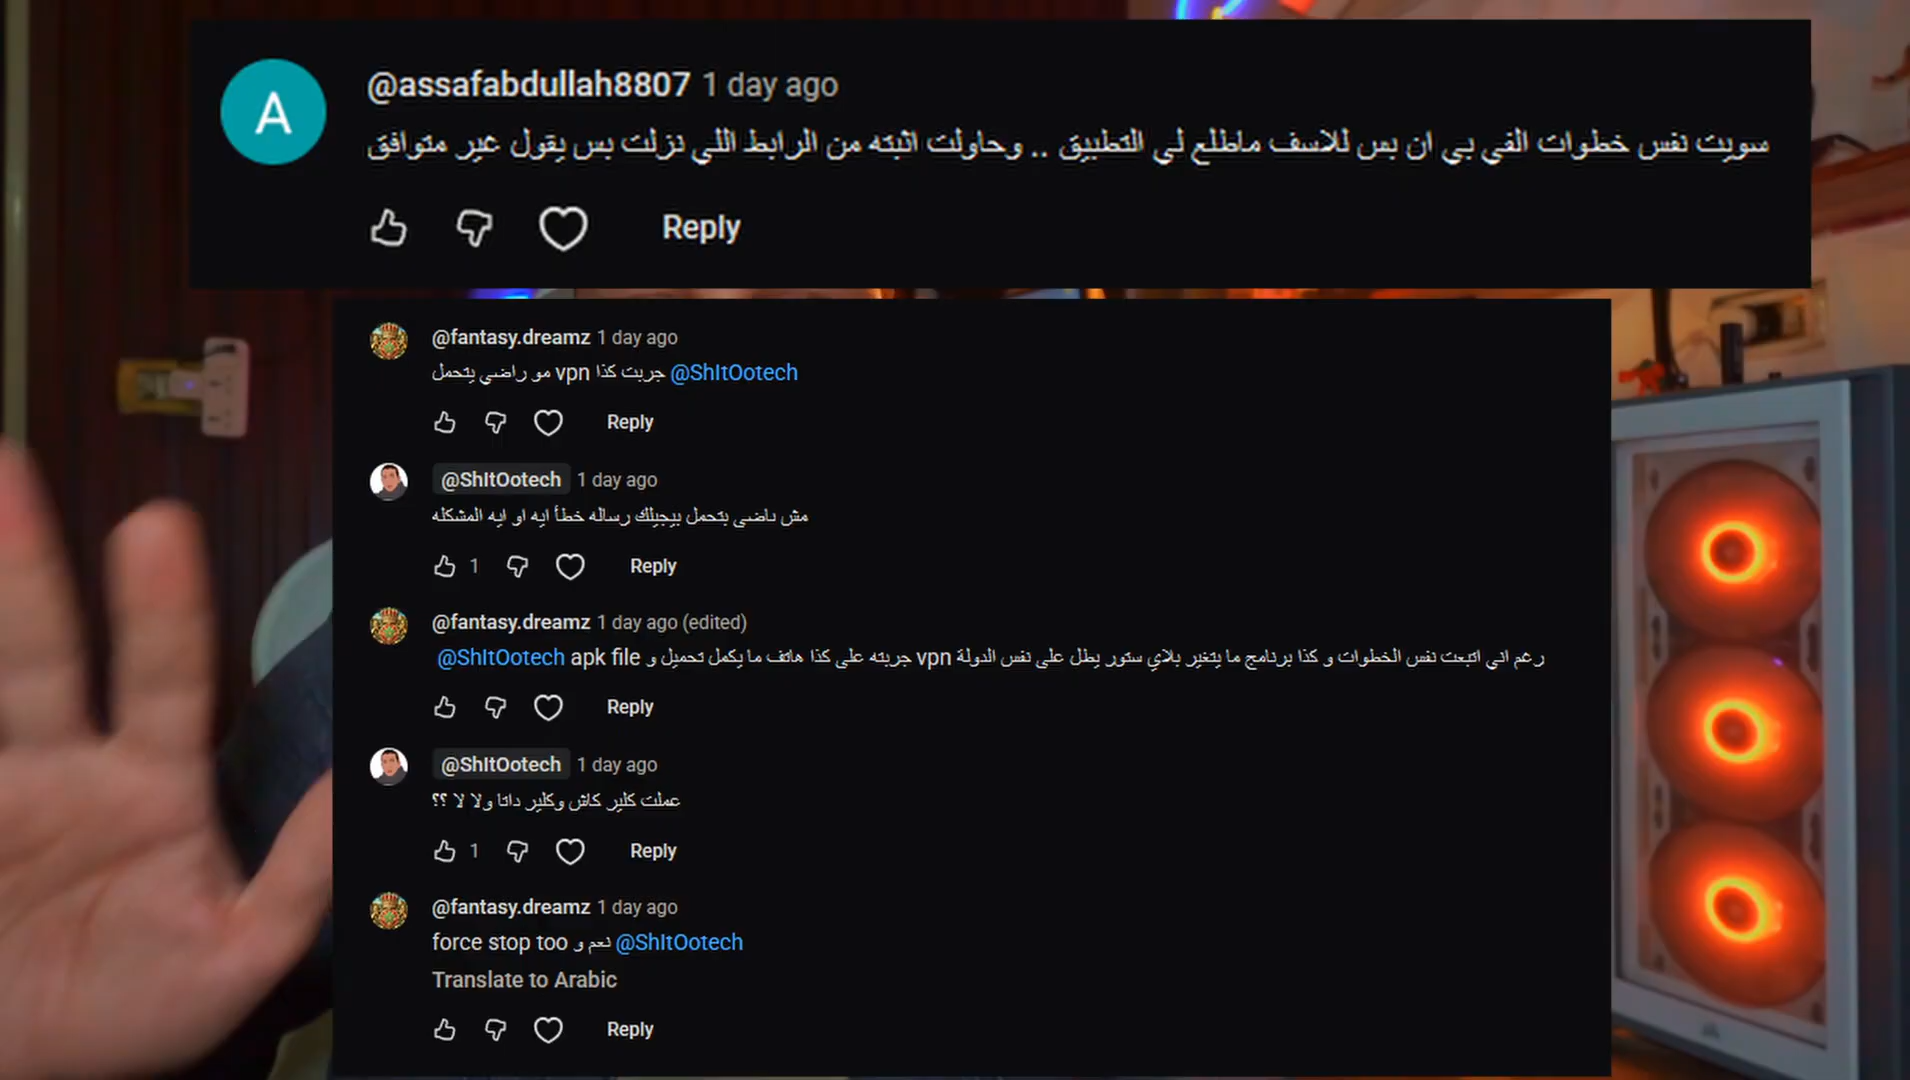 A
@assafabdullah8807 1 day ago
سويت نفس خطوات الفي بي ان بس للاسف ماطلع لي التطبيق .. وحاولت اثبته من الرابط اللي نزلت بس يقول غير متوافق
Reply
@fantasy.dreamz 1 day ago
@ShItOotech جربت كذا vpn مو راضي يتحمل
Reply
@ShItOotech 1 day ago
مش ناضى بتحمل بيجيلك رساله خطأ ايه او ايه المشكله
1 Reply
@fantasy.dreamz 1 day ago (edited)
رغم اني اتبعت نفس الخطوات و كذا برنامج ما يتغير بلاي ستور يظل على نفس الدولة vpn جربته على كذا هاتف ما يكمل تحميل و @ShItOotech apk file
Reply
@ShItOotech 1 day ago
عملت كلير كاش وكلير داتا ولا لا ؟؟
1 Reply
@fantasy.dreamz 1 day ago
@ShItOotech نعم و force stop too
Translate to Arabic
Reply